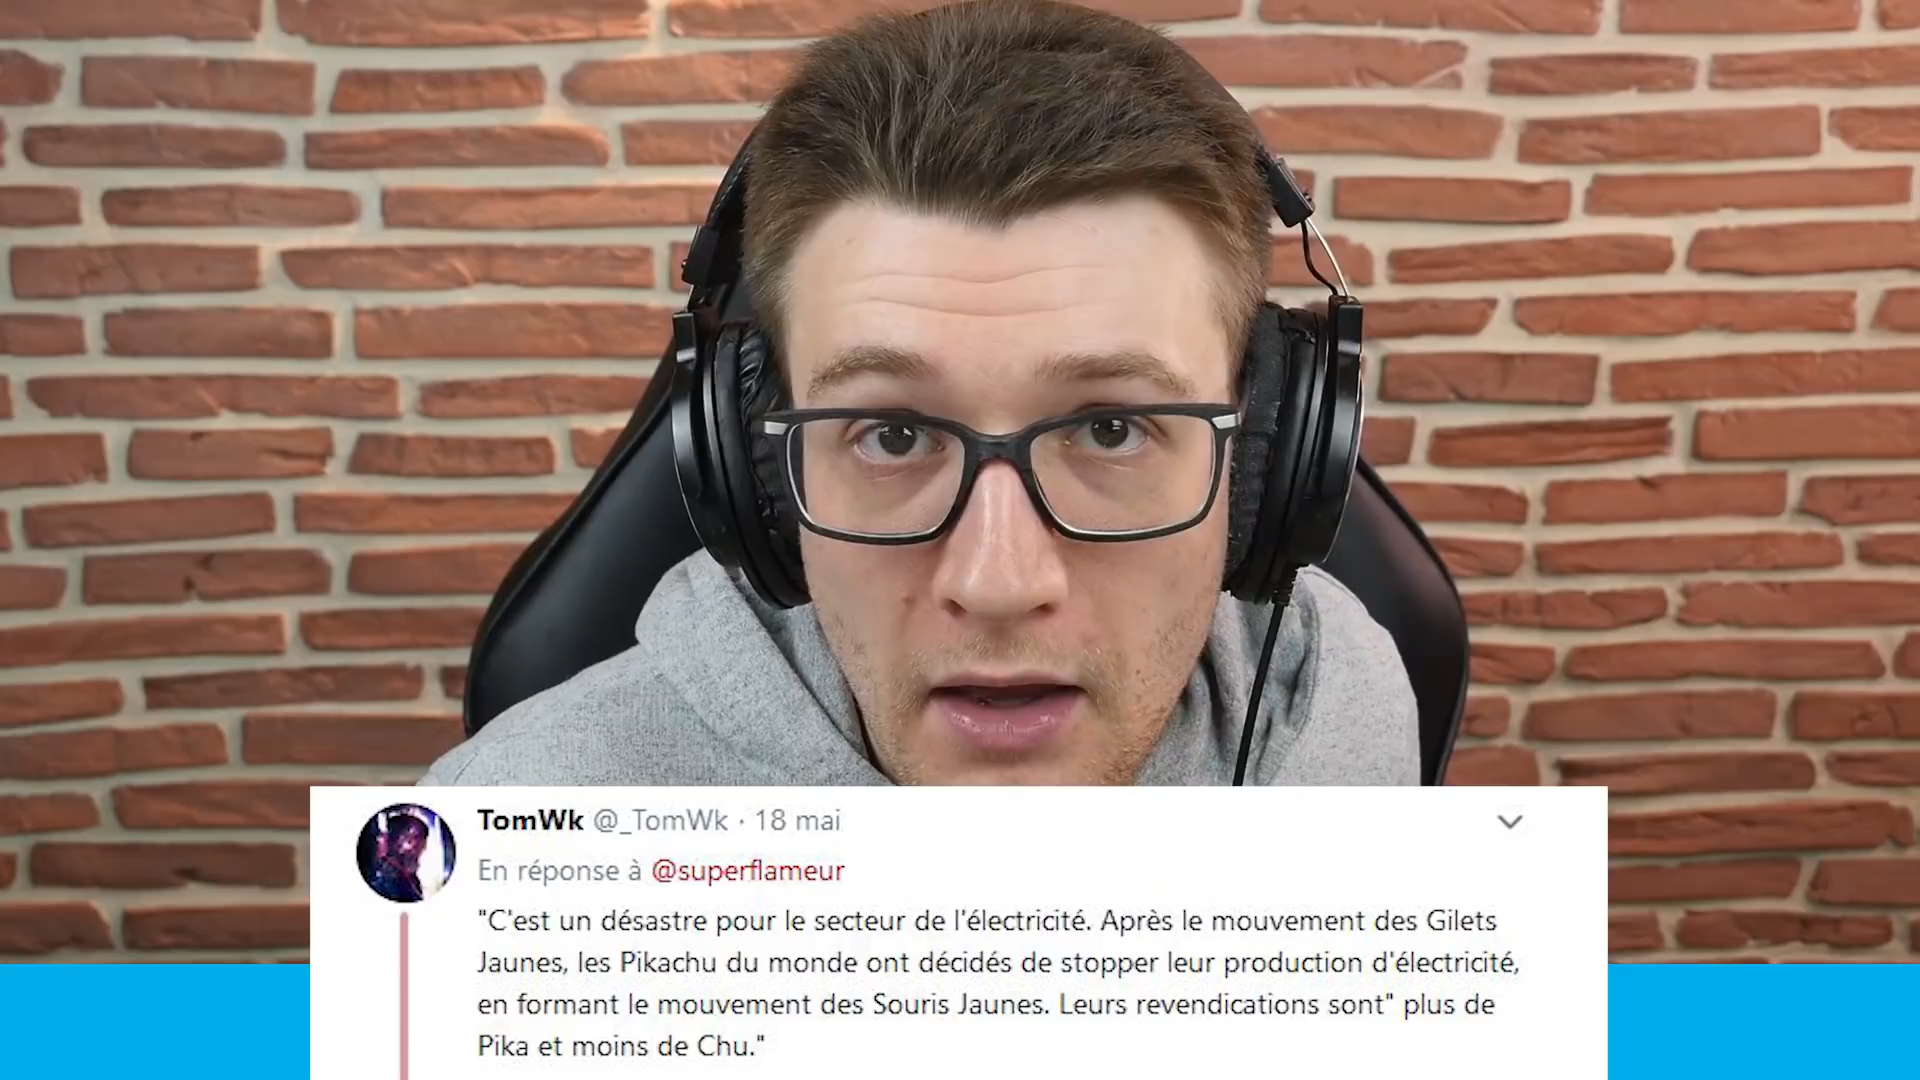 TomWk @_TomWk · 18 mai
En réponse à @superflameur
"C'est un désastre pour le secteur de l'électricité. Après le mouvement des Gilets
Jaunes, les Pikachu du monde ont décidés de stopper leur production d'électricité,
en formant le mouvement des Souris Jaunes. Leurs revendications sont" plus de
Pika et moins de Chu."